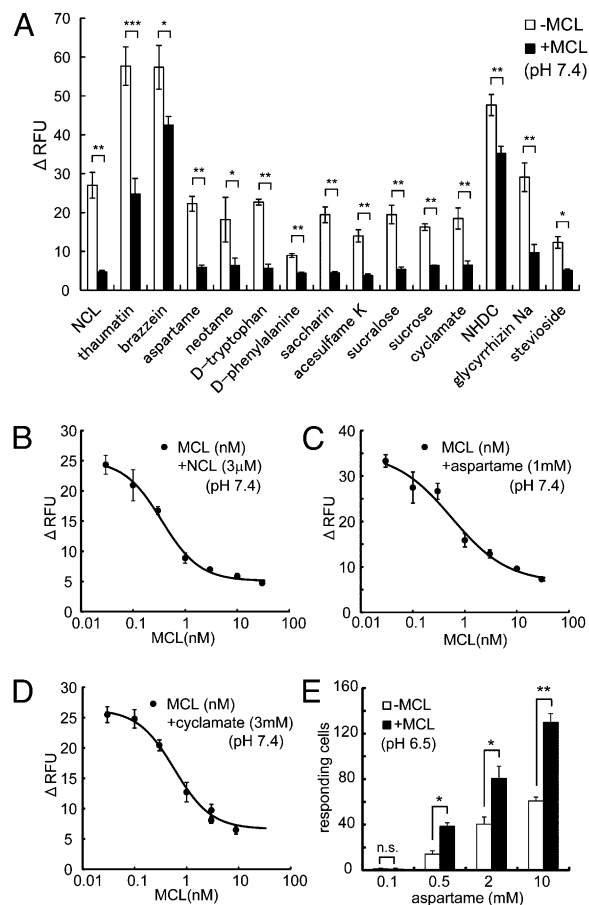 A
70
60
50
40
30
20
10
0
Δ RFU
-MCL
+MCL
(pH 7.4)
** *** * ** * ** ** ** ** ** ** ** ** ** *
NCL
thaumatin
brazzein
aspartame
neotame
D-tryptophan
D-phenylalanine
saccharin
acesulfame K
sucralose
sucrose
cyclamate
NHDC
glycyrrhizin Na
stevioside
B
30
25
20
15
10
5
0
Δ RFU
MCL (nM)
+NCL (3μM)
(pH 7.4)
0.01 0.1 1 10 100
MCL(nM)
C
40
30
20
10
0
Δ RFU
MCL (nM)
+aspartame (1mM)
(pH 7.4)
0.01 0.1 1 10 100
MCL(nM)
D
30
25
20
15
10
5
0
Δ RFU
MCL (nM)
+cyclamate (3mM)
(pH 7.4)
0.01 0.1 1 10 100
MCL(nM)
E
160
120
80
40
0
responding cells
-MCL
+MCL
(pH 6.5)
n.s. * * **
0.1 0.5 2 10
aspartame (mM)